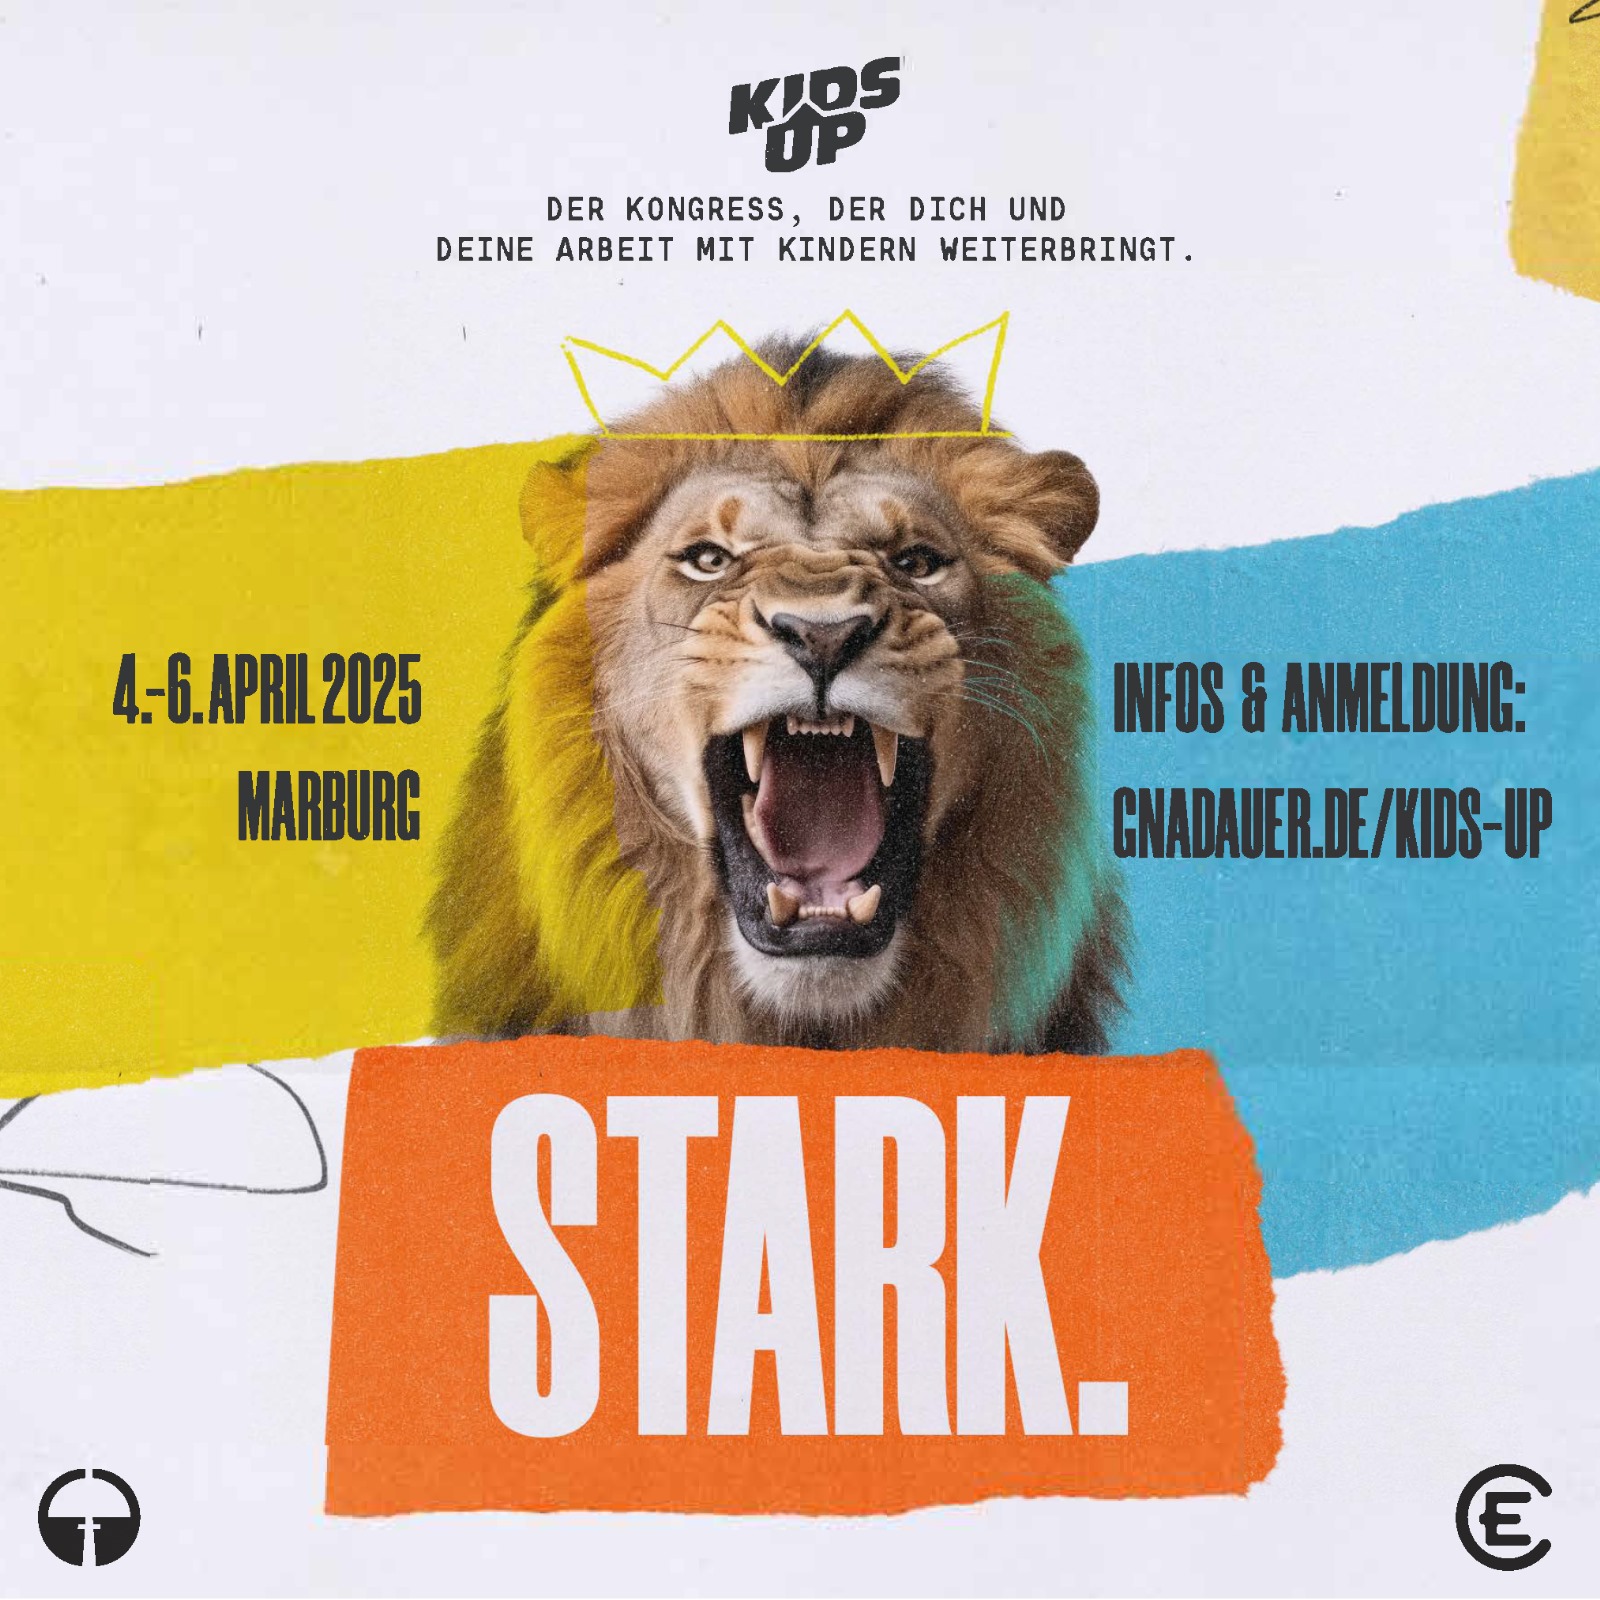 KIDS
UP
DER KONGRESS, DER DICH UND
DEINE ARBEIT MIT KINDERN WEITERBRINGT.
4.-6. APRIL 2025
MARBURG
INFOS & ANMELDUNG:
GNADAUER.DE/KIDS-UP
STARK.
EC